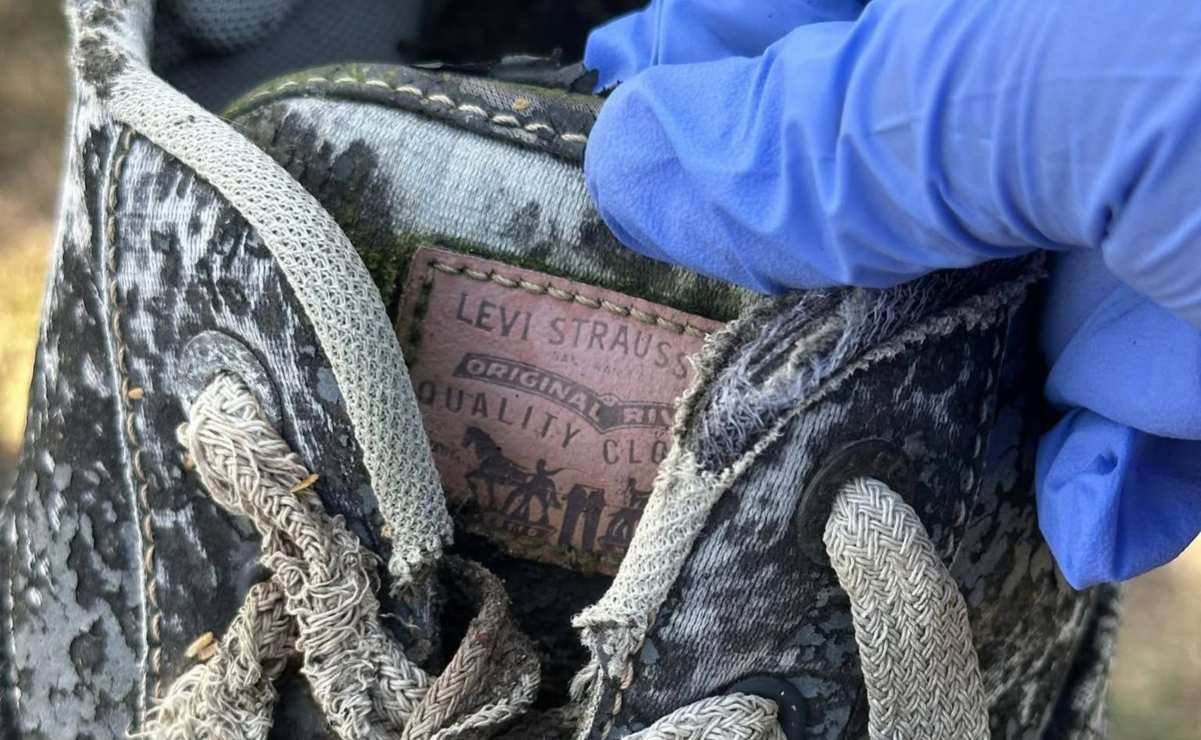 LEVI STRAUSS
ORIGINAL RIV
QUALITY CLO